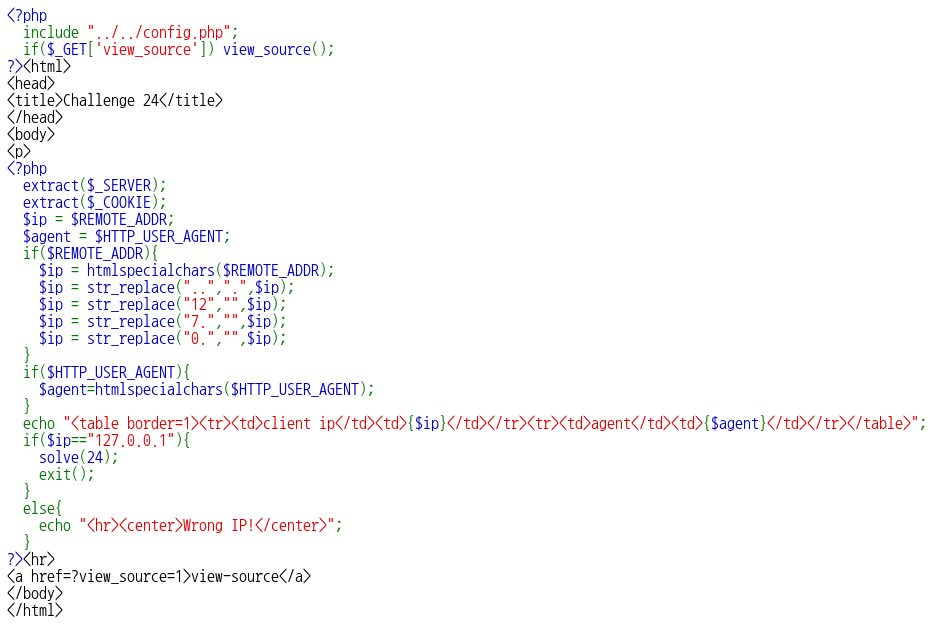 <?php
  include "../../config.php";
  if($_GET['view_source']) view_source();
?><html>
<head>
<title>Challenge 24</title>
</head>
<body>
<p>
<?php
  extract($_SERVER);
  extract($_COOKIE);
  $ip = $REMOTE_ADDR;
  $agent = $HTTP_USER_AGENT;
  if($REMOTE_ADDR){
    $ip = htmlspecialchars($REMOTE_ADDR);
    $ip = str_replace("..",".",$ip);
    $ip = str_replace("12","",$ip);
    $ip = str_replace("7.","",$ip);
    $ip = str_replace("0.","",$ip);
  }
  if($HTTP_USER_AGENT){
    $agent=htmlspecialchars($HTTP_USER_AGENT);
  }
  echo "<table border=1><tr><td>client ip</td><td>{$ip}</td></tr><tr><td>agent</td><td>{$agent}</td></tr></table>";
  if($ip=="127.0.0.1"){
    solve(24);
    exit();
  }
  else{
    echo "<hr><center>Wrong IP!</center>";
  }
?><hr>
<a href=?view_source=1>view-source</a>
</body>
</html>